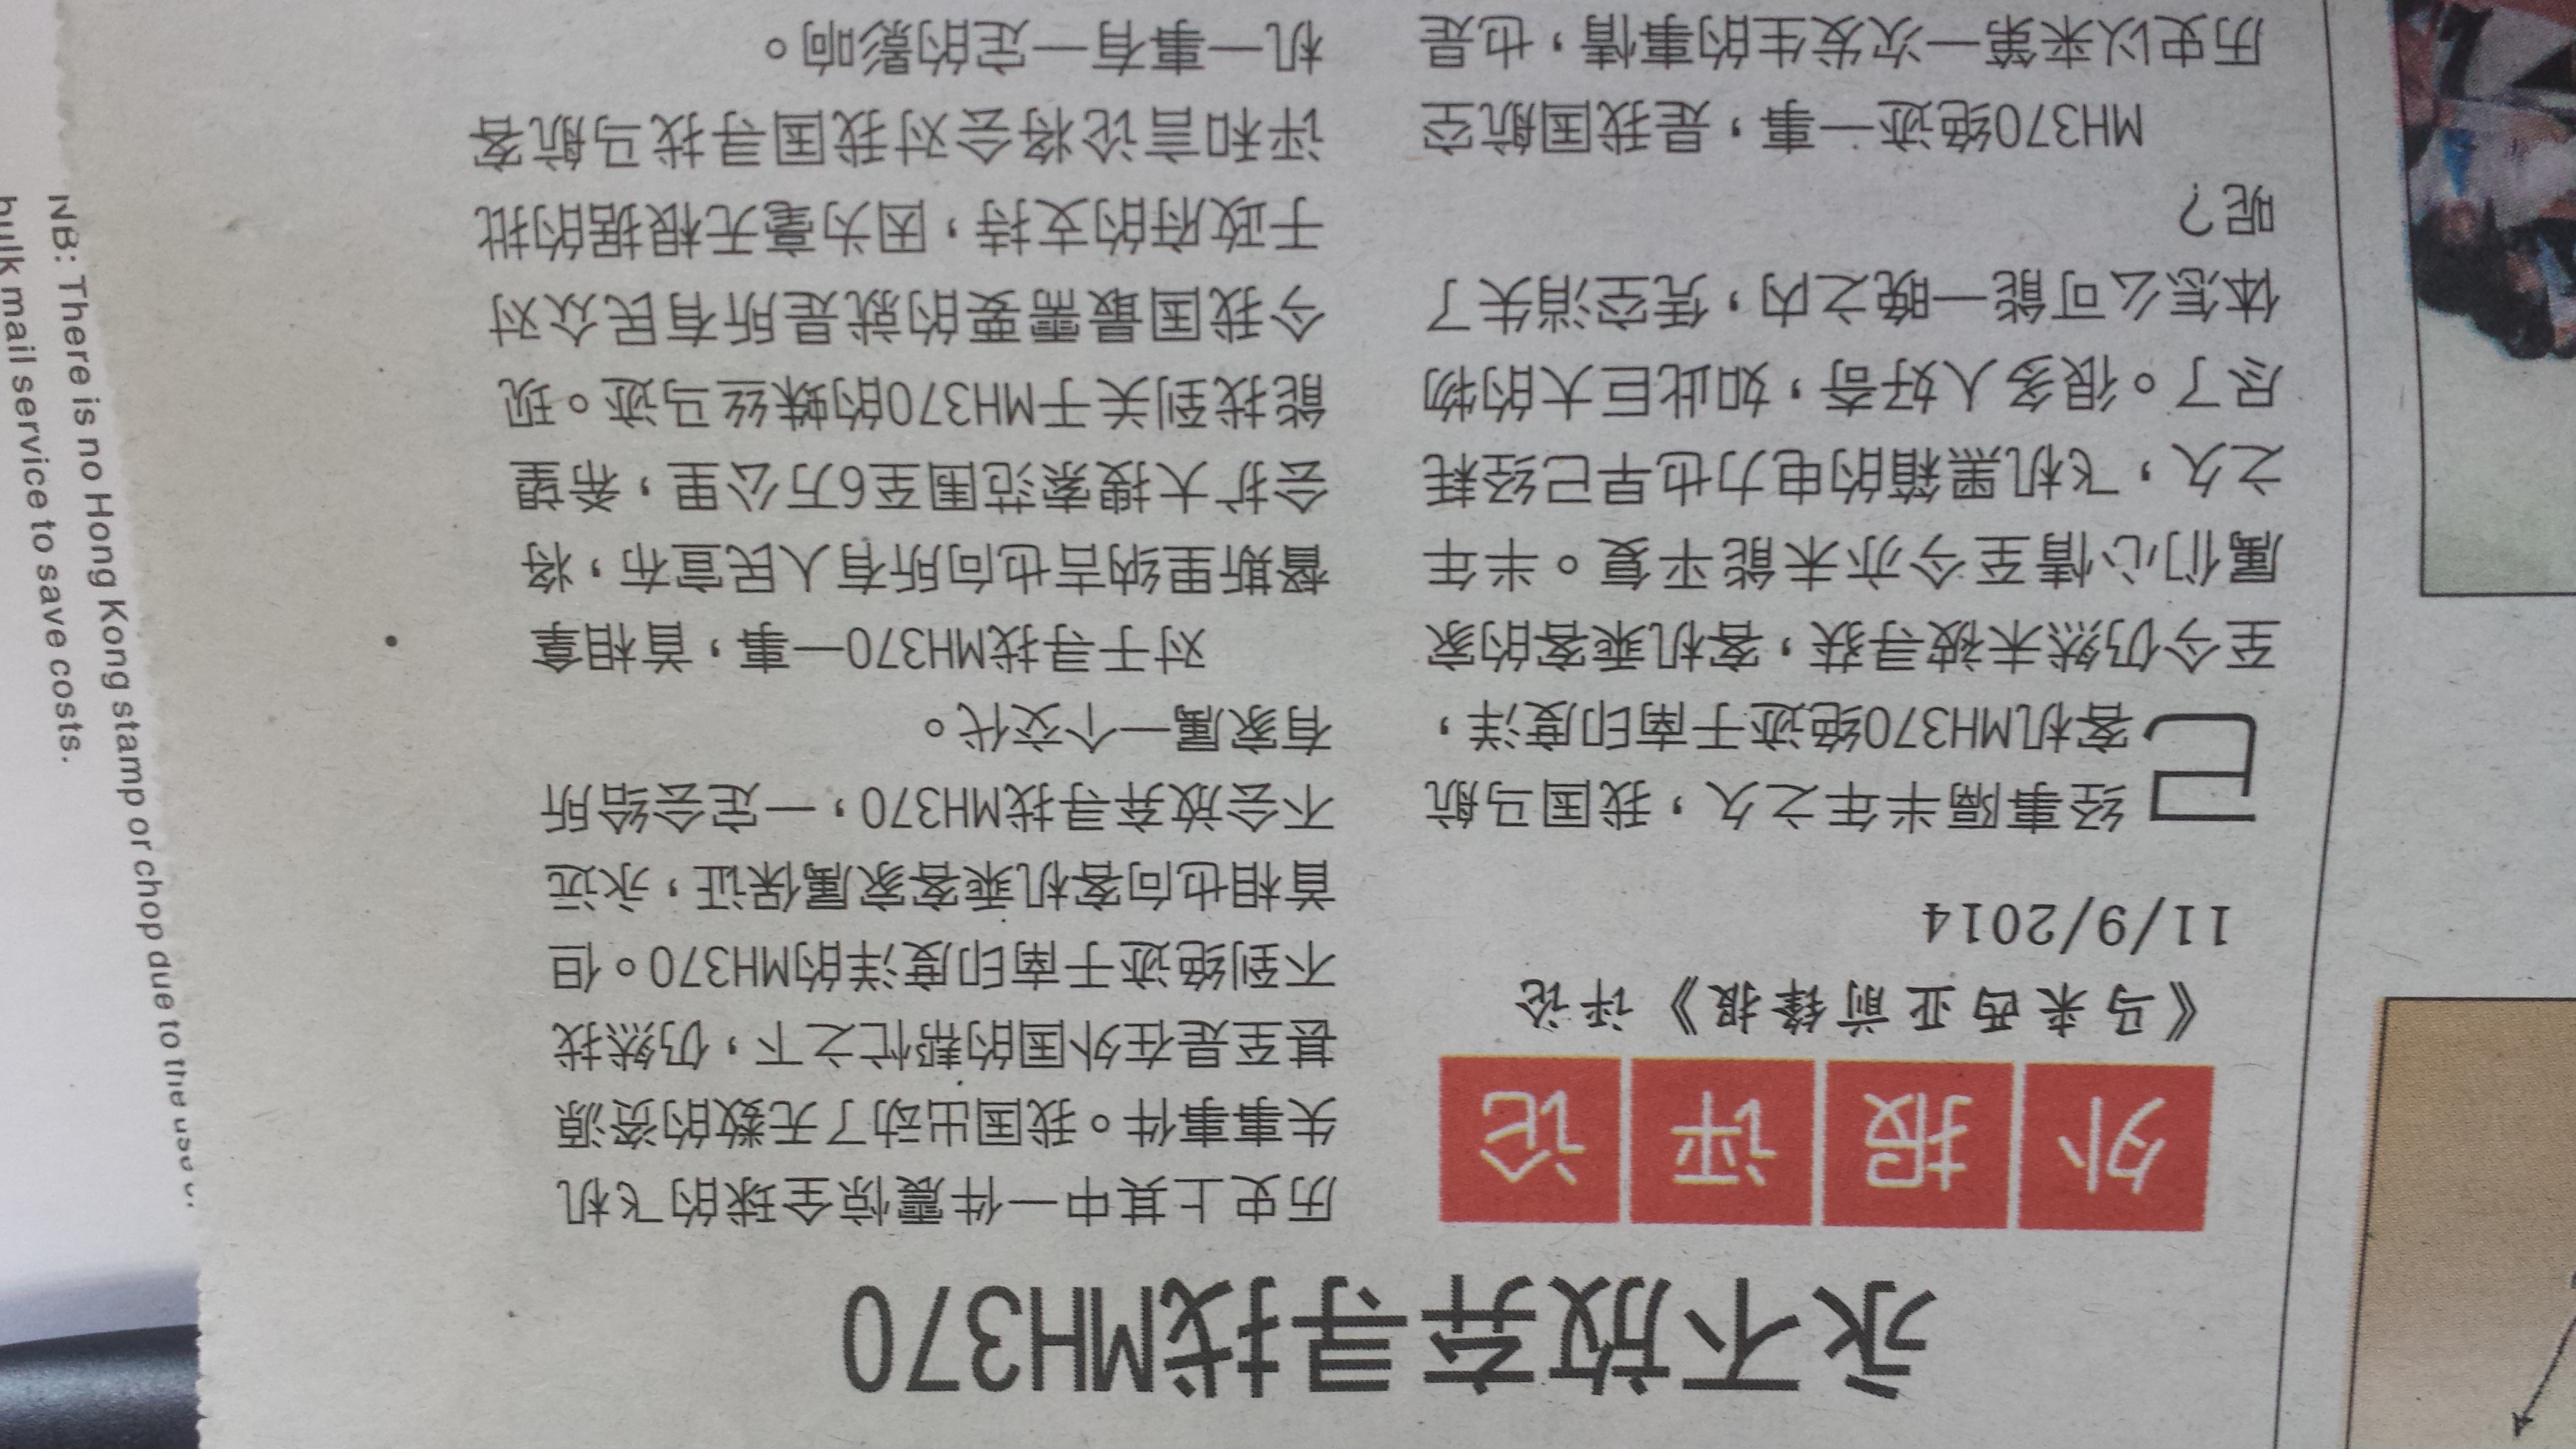 永不放弃寻找MH370
外报评论
《马来西亚前锋报》评论
11/9/2014
已经事隔半年之久，我国马航
客机MH370绝迹于南印度洋，
至今仍然未被寻获，客机乘客的家
属们心情至今亦未能平复。半年
之久，飞机黑箱的电力也早已经耗
尽了。很多人好奇，如此巨大的物
体怎么可能一晚之内，凭空消失了
呢？
MH370绝迹一事，是我国航空
历史以来第一次发生的事情，也是
历史上其中一件震惊全球的飞机
失事事件。我国出动了无数的资源
甚至是在外国的帮忙之下，仍然找
不到绝迹于南印度洋的MH370。但
首相也向客机乘客家属保证，永远
不会放弃寻找MH370，一定会给所
有家属一个交代。
对于寻找MH370一事，首相拿
督斯里纳吉也向所有人民宣布，将
会扩大搜索范围至6万公里，希望
能找到关于MH370的蛛丝马迹。现
今我国最需要的就是所有民众对
于政府的支持，因为毫无根据的批
评和言论将会对我国寻找马航客
机一事有一定的影响。
NB: There is no Hong Kong stamp or chop due to the use
bulk mail service to save costs.